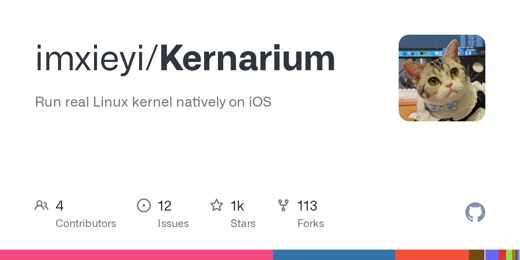 imxieyi/Kernarium
Run real Linux kernel natively on iOS
4 12 1k 113
Contributors Issues Stars Forks